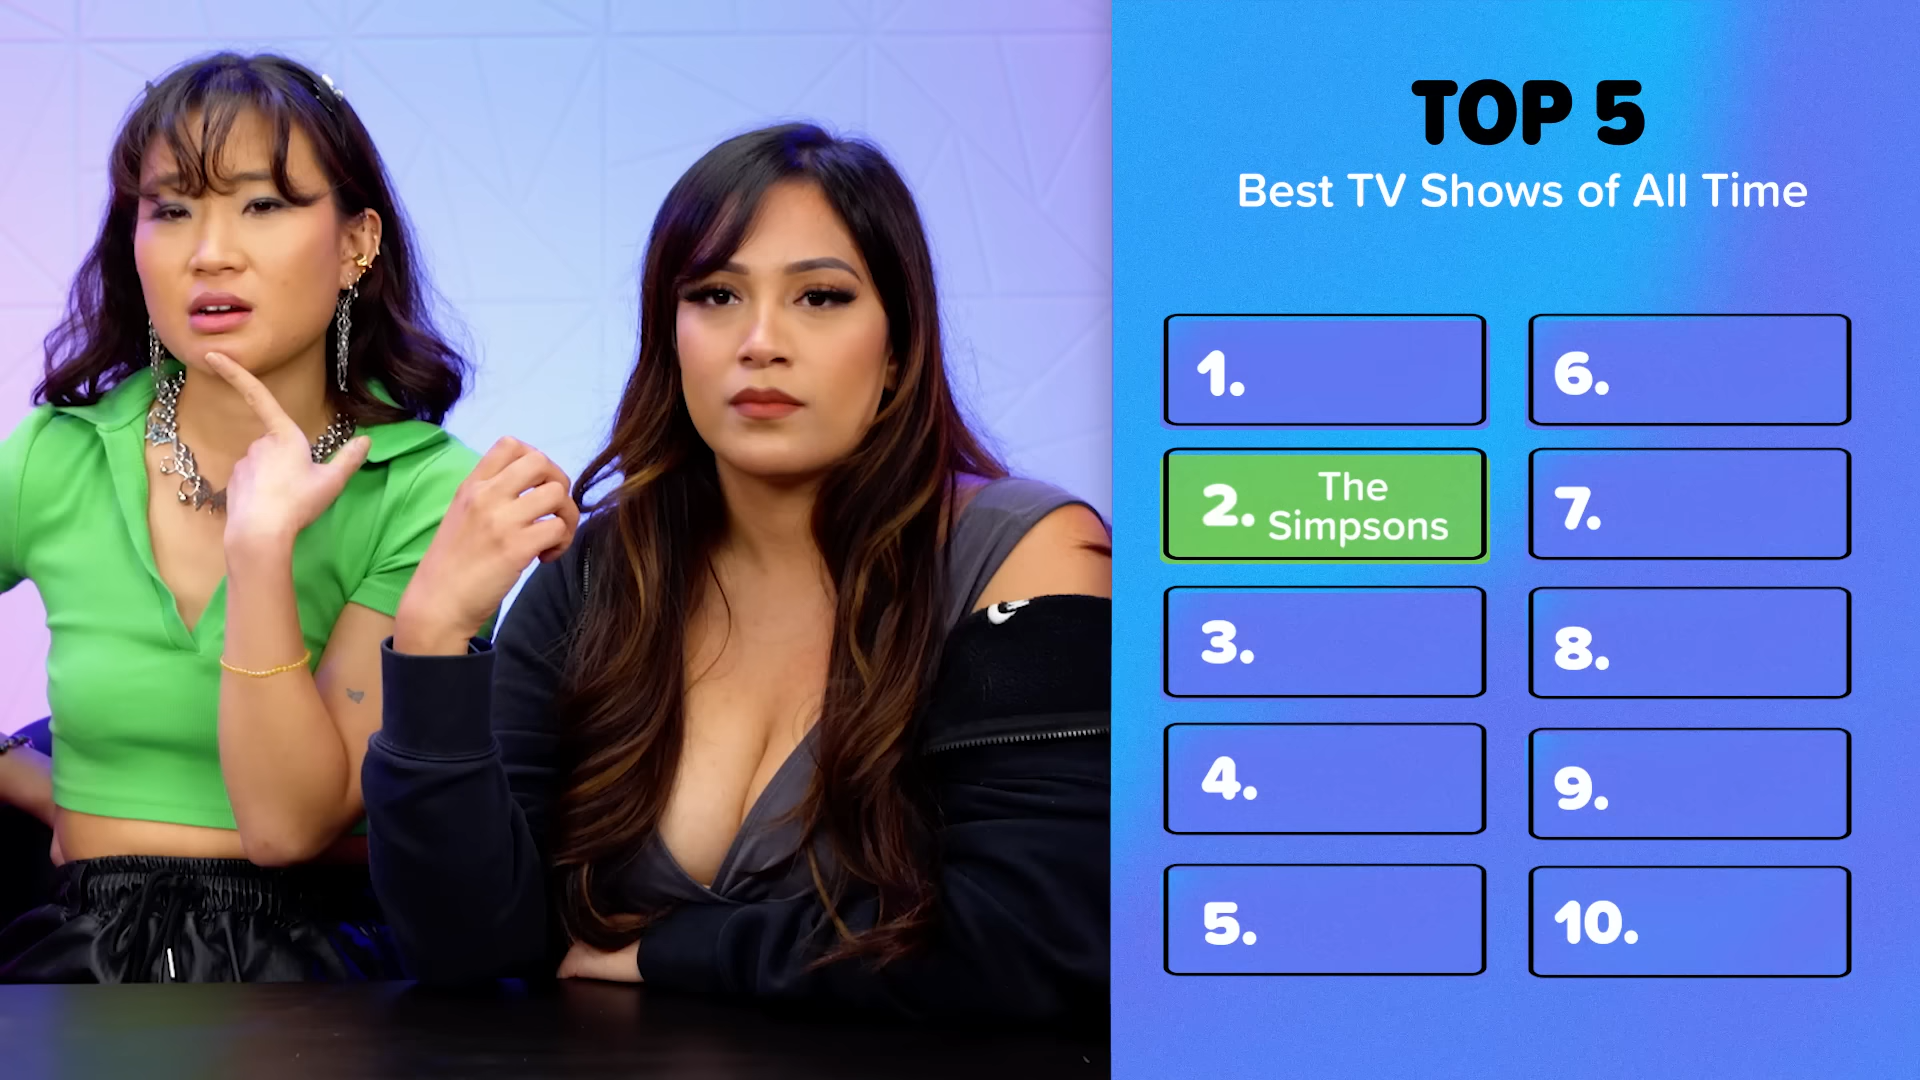 TOP 5
Best TV Shows of All Time
1.
2. The
Simpsons
3.
4.
5.
6.
7.
8.
9.
10.